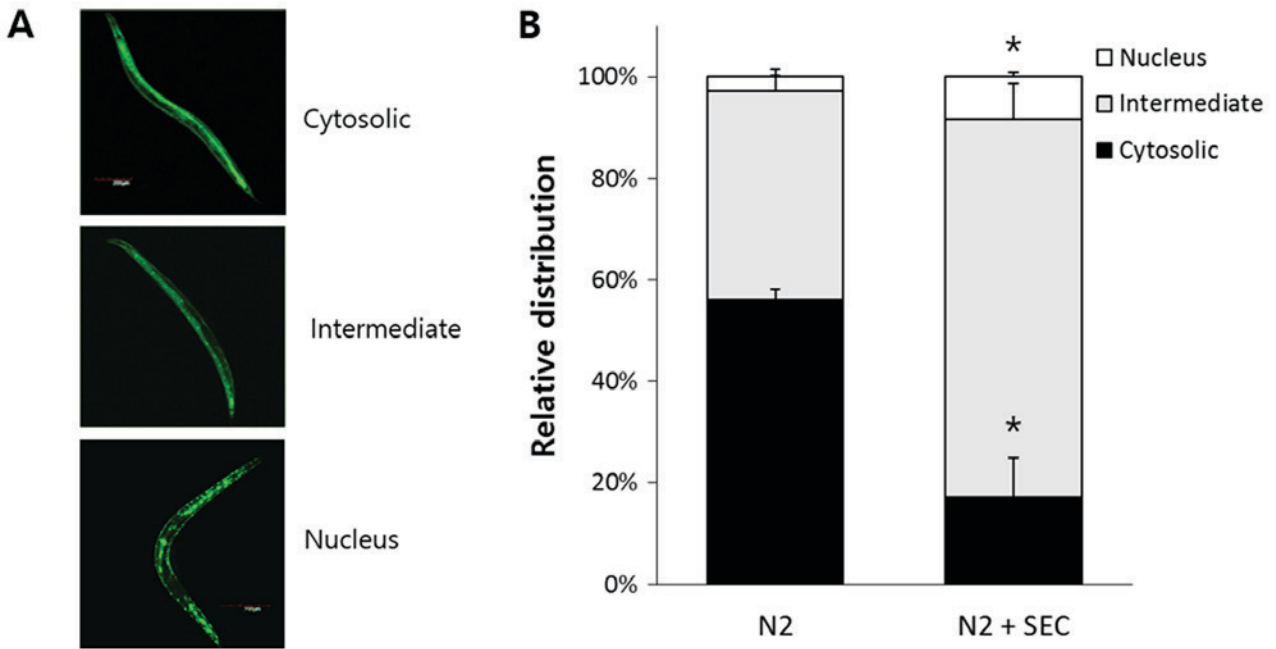 A
Cytosolic
Intermediate
Nucleus
B
Relative distribution
100%
80%
60%
40%
20%
0%
*
*
N2
N2 + SEC
Nucleus
Intermediate
Cytosolic